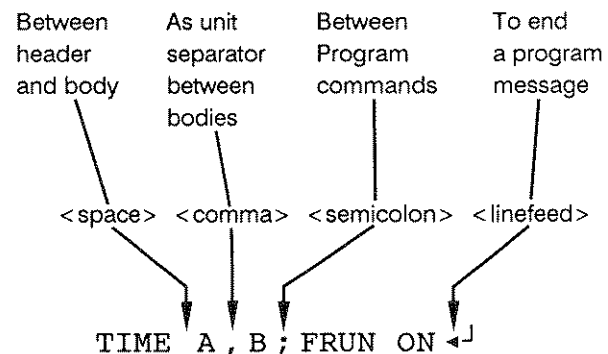 Between
header
and body
As unit
separator
between
bodies
Between
Program
commands
To end
a program
message
<space> <comma> <semicolon> <linefeed>
TIME A,B;FRUN ON↵